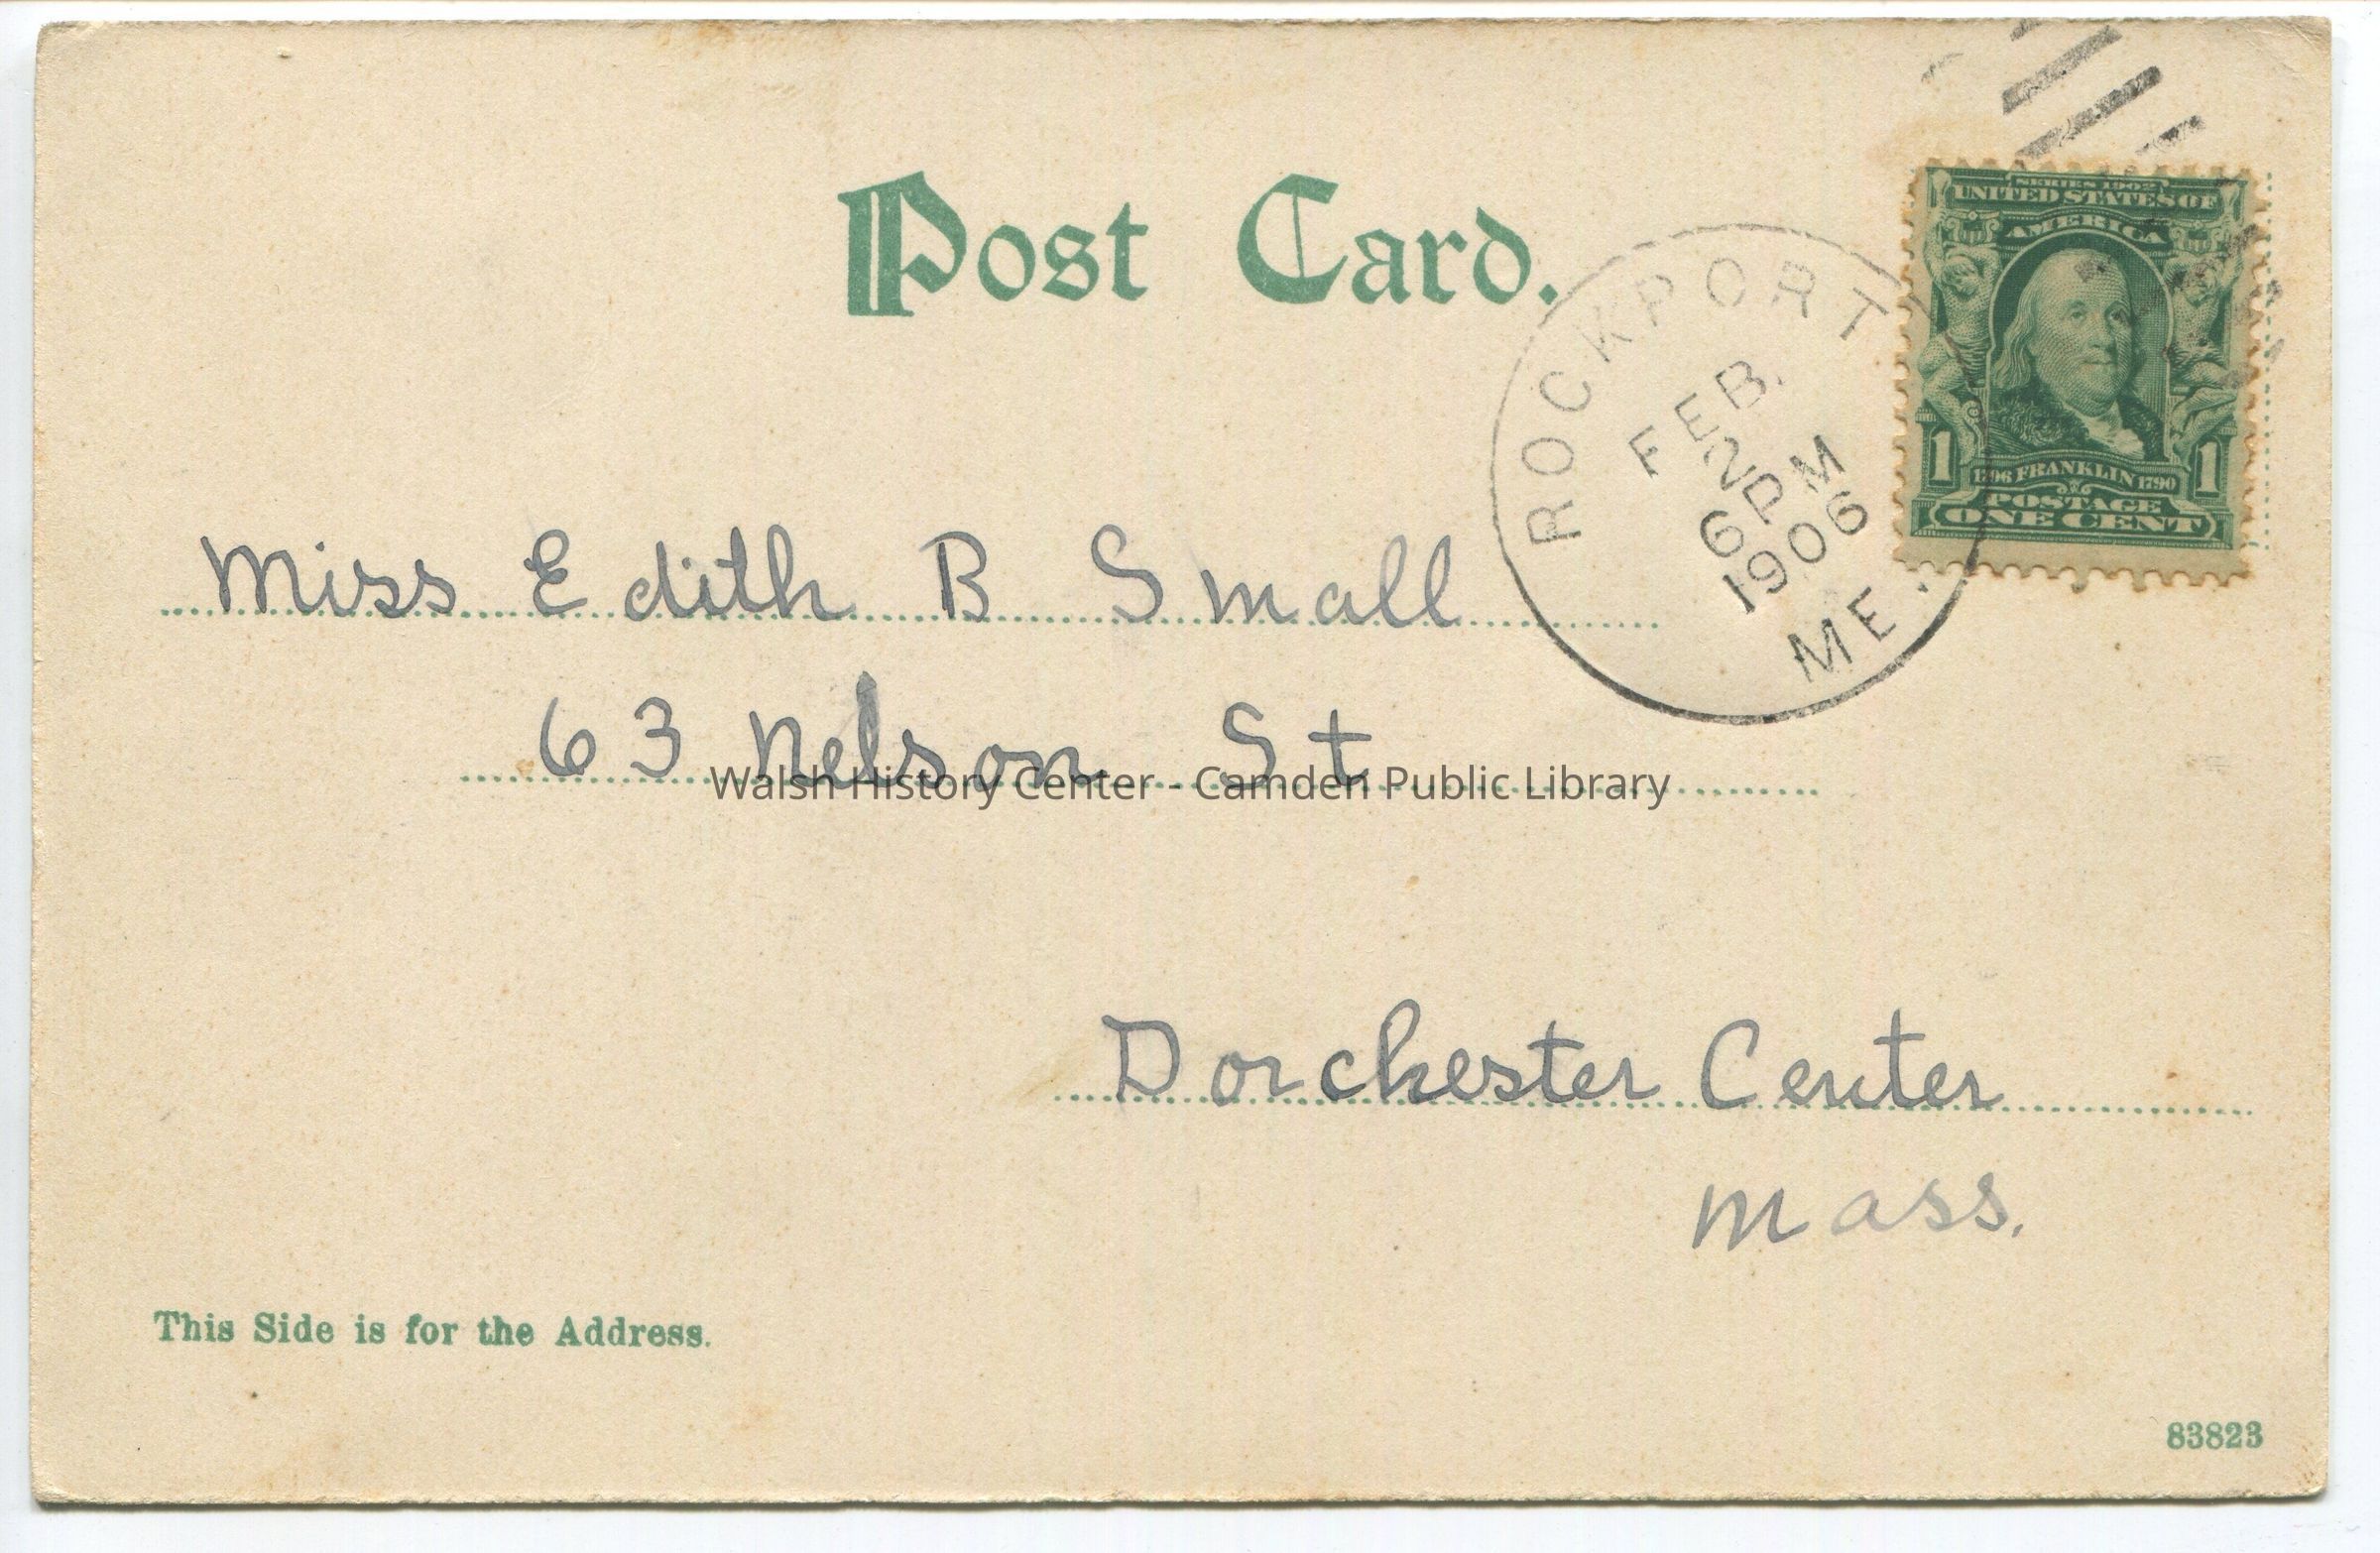 Post Card.
ROCKPORT
FEB.
2
6 PM
1906
ME.
SERIES 1902
UNITED STATES OF
AMERICA
1 1
1706 FRANKLIN 1790
POSTAGE
ONE CENT
Miss Edith B Small
63 Nelson St
Walsh History Center - Camden Public Library
Dorchester Center
Mass.
This Side is for the Address.
83823